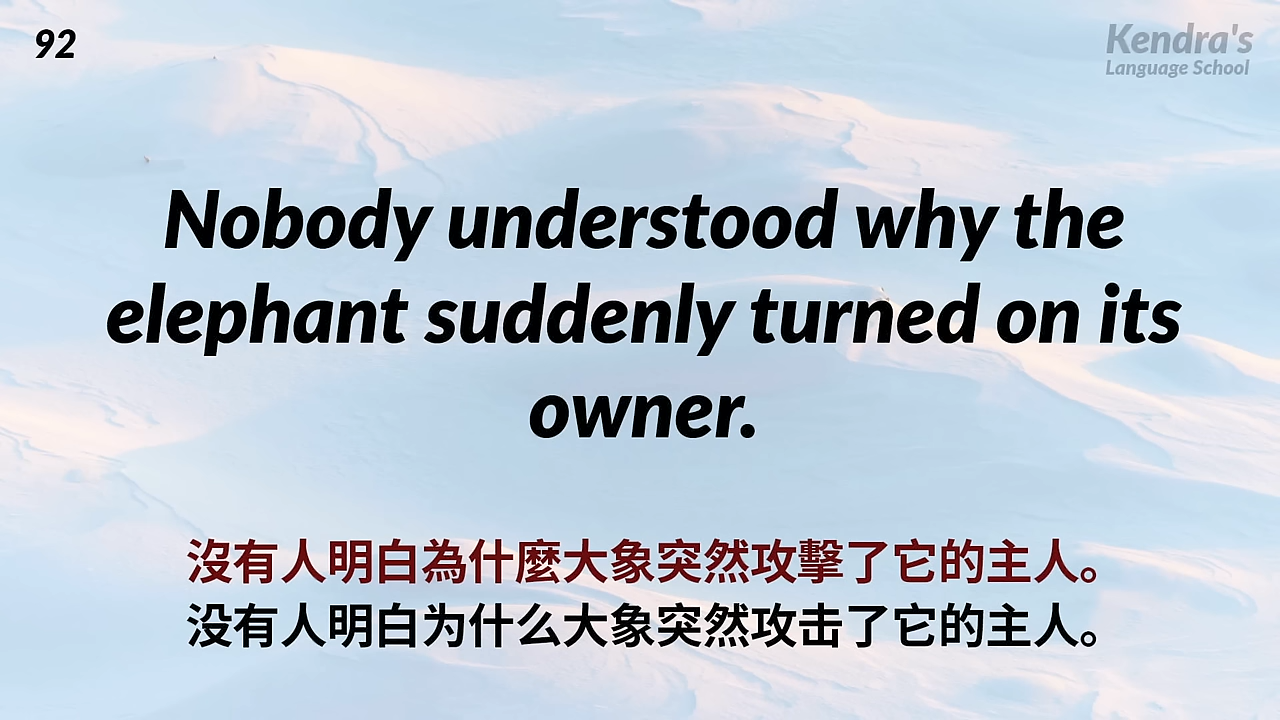 92
Kendra's
Language School
Nobody understood why the
elephant suddenly turned on its
owner.
沒有人明白為什麼大象突然攻擊了它的主人。
没有人明白为什么大象突然攻击了它的主人。